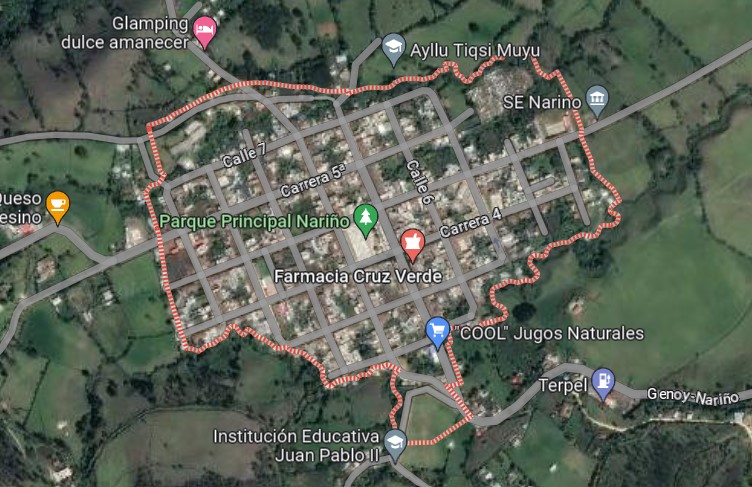 Glamping
dulce amanecer
Ayllu Tiqsi Muyu
SE Narino
Calle 7
Carrera 5ª
Calle 6
Queso
esino
Parque Principal Nariño
Carrera 4
Farmacia Cruz Verde
"COOL" Jugos Naturales
Terpel
Genoy-Nariño
Institución Educativa
Juan Pablo II